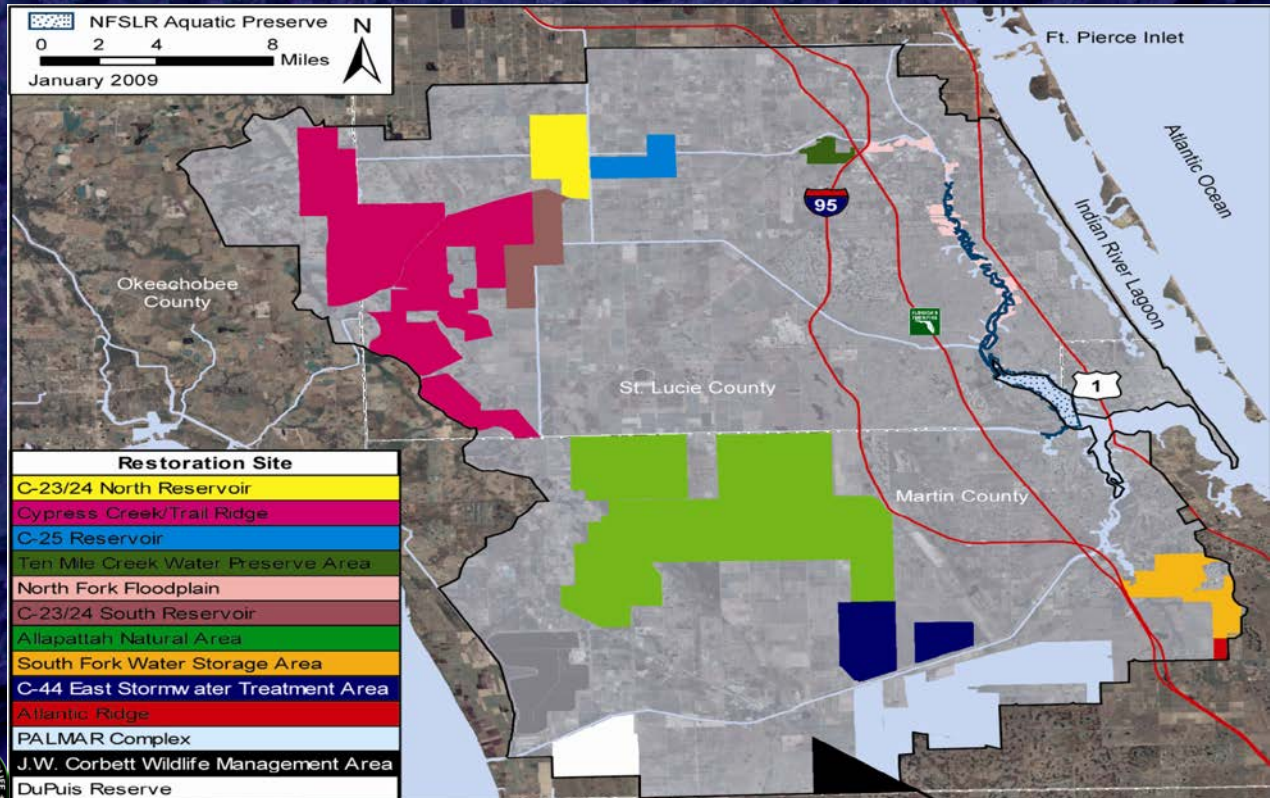 NFSLR Aquatic Preserve
0 2 4 8 Miles
January 2009
N
Ft. Pierce Inlet
Atlantic Ocean
Indian River Lagoon
95
Okeechobee
County
St. Lucie County
1
Martin County
Restoration Site
C-23/24 North Reservoir
Cypress Creek/Trail Ridge
C-25 Reservoir
Ten Mile Creek Water Preserve Area
North Fork Floodplain
C-23/24 South Reservoir
Allapattah Natural Area
South Fork Water Storage Area
C-44 East Stormwater Treatment Area
Atlantic Ridge
PALMAR Complex
J.W. Corbett Wildlife Management Area
DuPuis Reserve